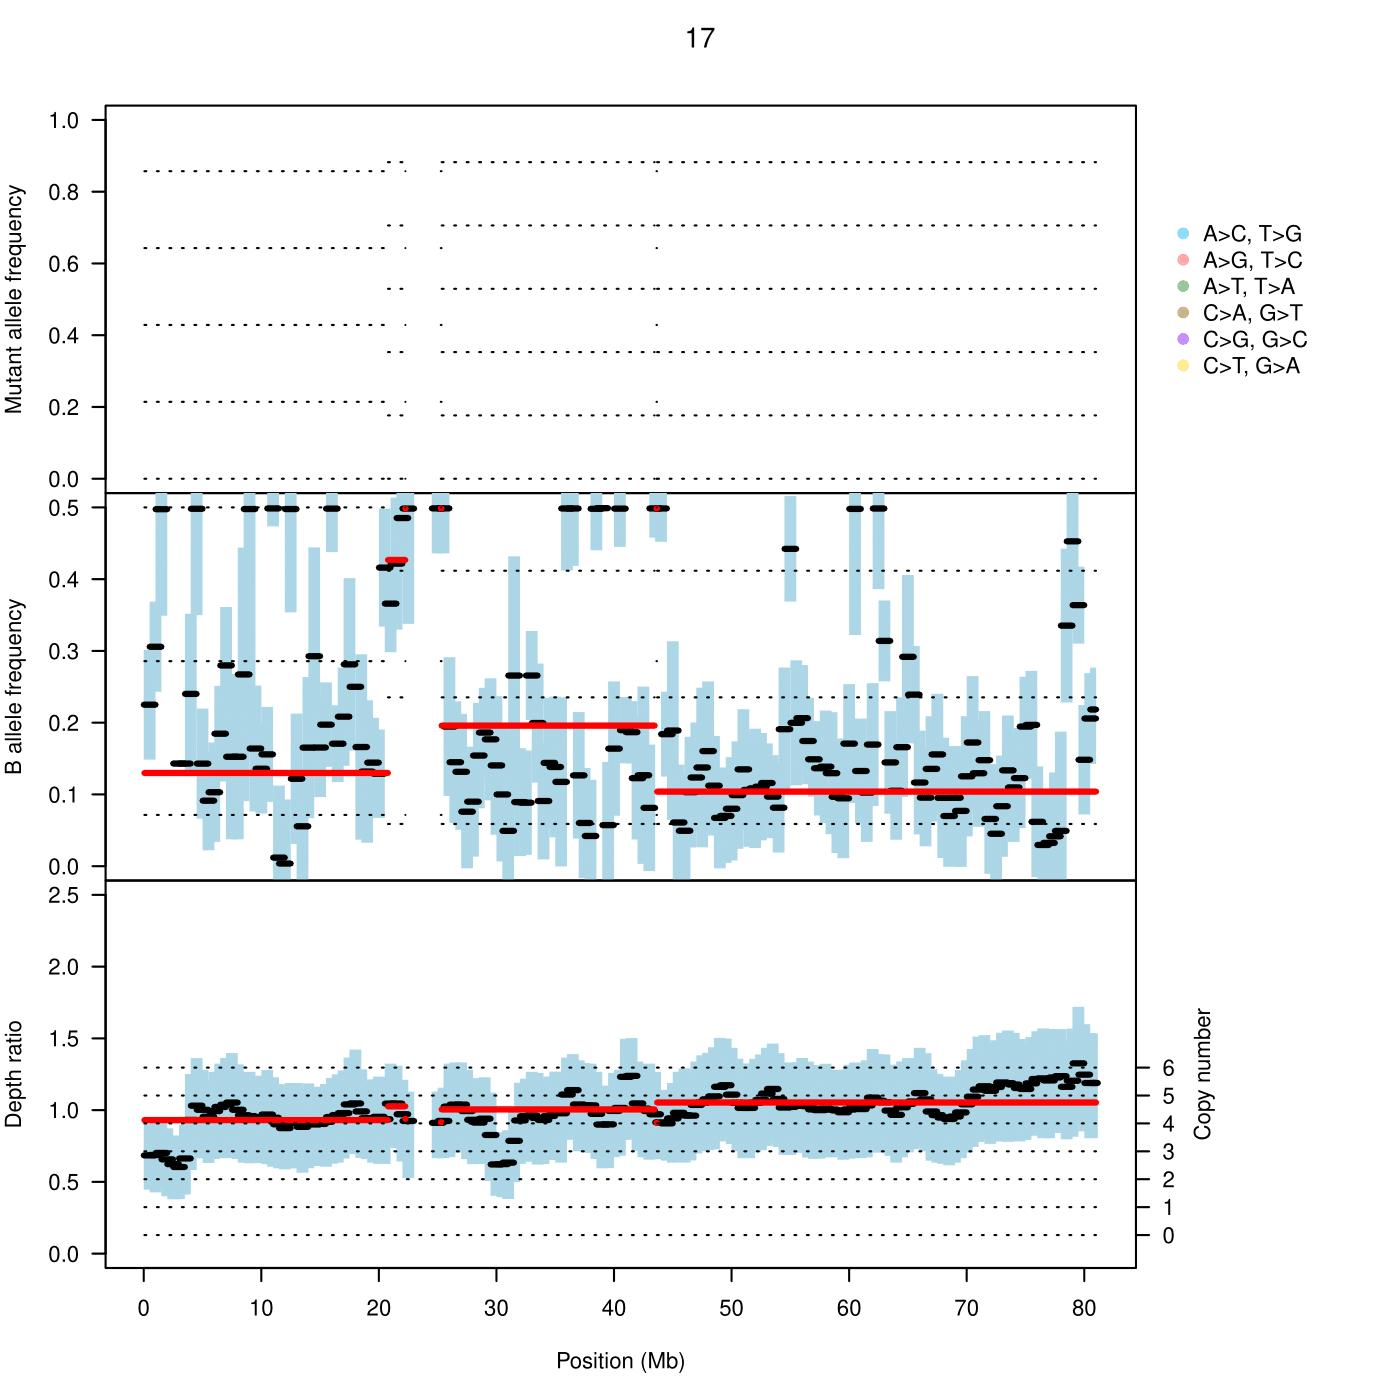 17
Mutant allele frequency
1.0
0.8
0.6
0.4
0.2
0.0
A>C, T>G
A>G, T>C
A>T, T>A
C>A, G>T
C>G, G>C
C>T, G>A
B allele frequency
0.5
0.4
0.3
0.2
0.1
0.0
Depth ratio
2.5
2.0
1.5
1.0
0.5
0.0
Copy number
6
5
4
3
2
1
0
0 10 20 30 40 50 60 70 80
Position (Mb)